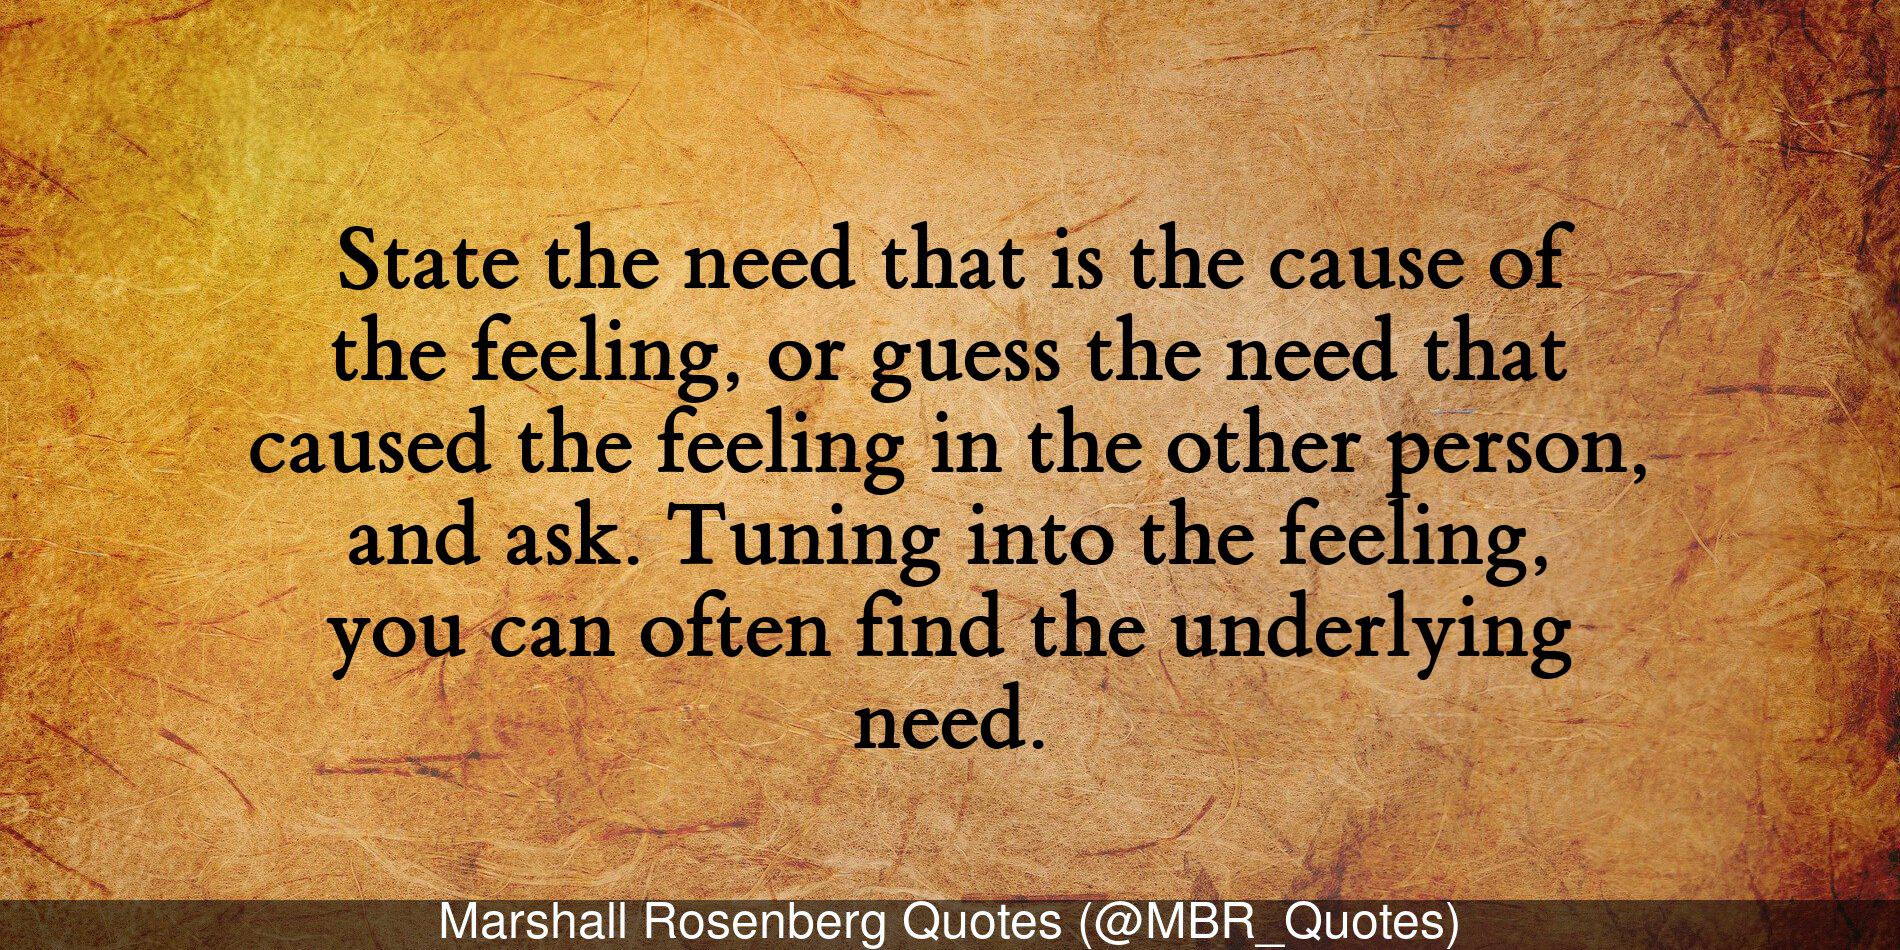 State the need that is the cause of
the feeling, or guess the need that
caused the feeling in the other person,
and ask. Tuning into the feeling,
you can often find the underlying
need.
Marshall Rosenberg Quotes (@MBR_Quotes)